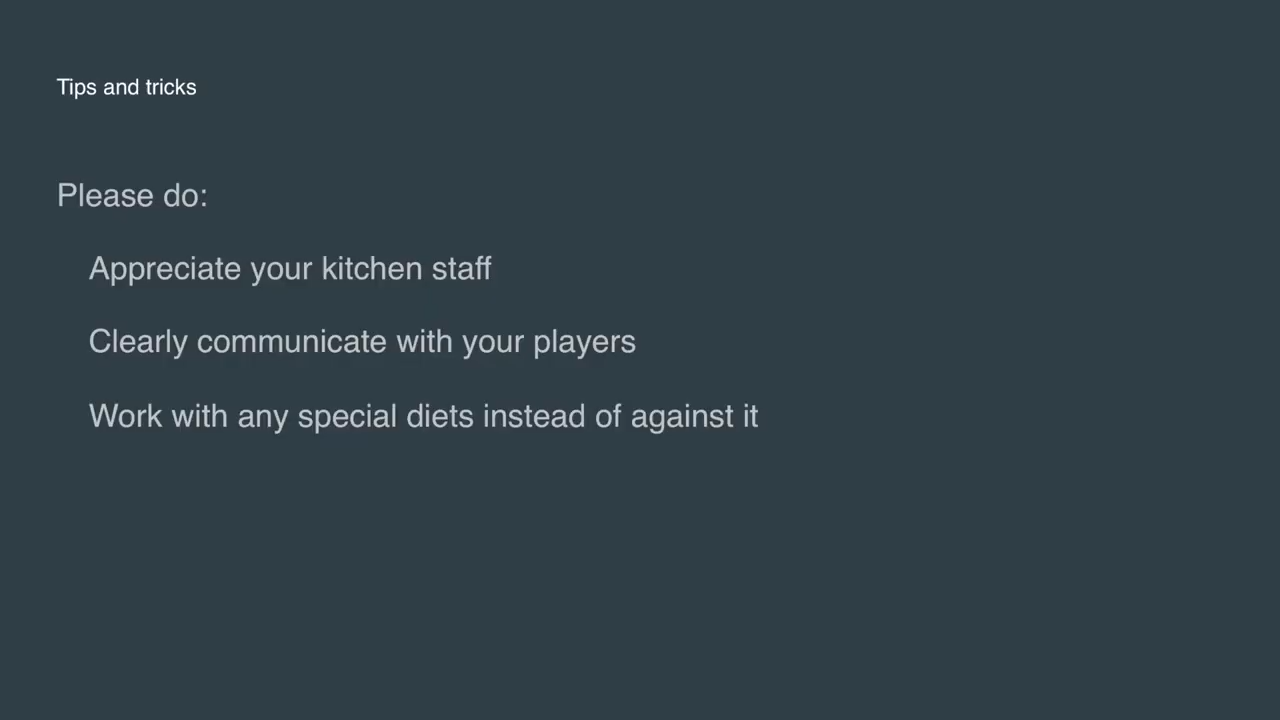 Tips and tricks
Please do:
Appreciate your kitchen staff
Clearly communicate with your players
Work with any special diets instead of against it